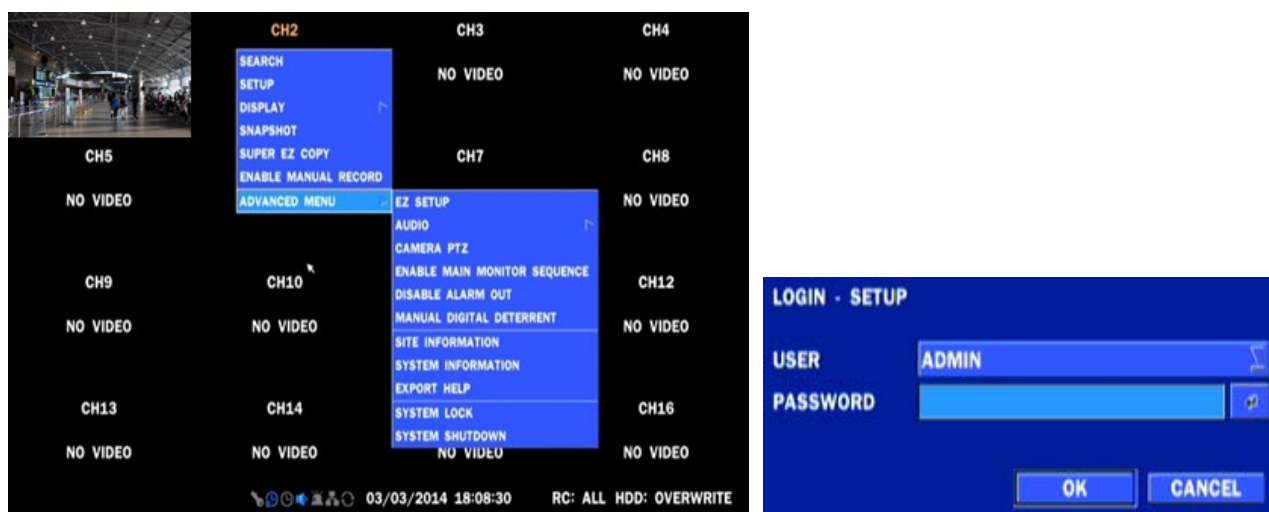 CH2 CH3 CH4
SEARCH
SETUP
NO VIDEO NO VIDEO
DISPLAY
SNAPSHOT
CH5 SUPER EZ COPY CH7 CH8
ENABLE MANUAL RECORD
NO VIDEO ADVANCED MENU EZ SETUP NO VIDEO
AUDIO
CAMERA PTZ
ENABLE MAIN MONITOR SEQUENCE
CH9 CH10 CH12
DISABLE ALARM OUT
MANUAL DIGITAL DETERRENT
NO VIDEO NO VIDEO NO VIDEO
SITE INFORMATION
SYSTEM INFORMATION
EXPORT HELP
CH13 CH14 SYSTEM LOCK CH16
SYSTEM SHUTDOWN
NO VIDEO NO VIDEO NO VIDEO NO VIDEO
03/03/2014 18:08:30 RC: ALL HDD: OVERWRITE
LOGIN - SETUP
USER ADMIN
PASSWORD
OK CANCEL